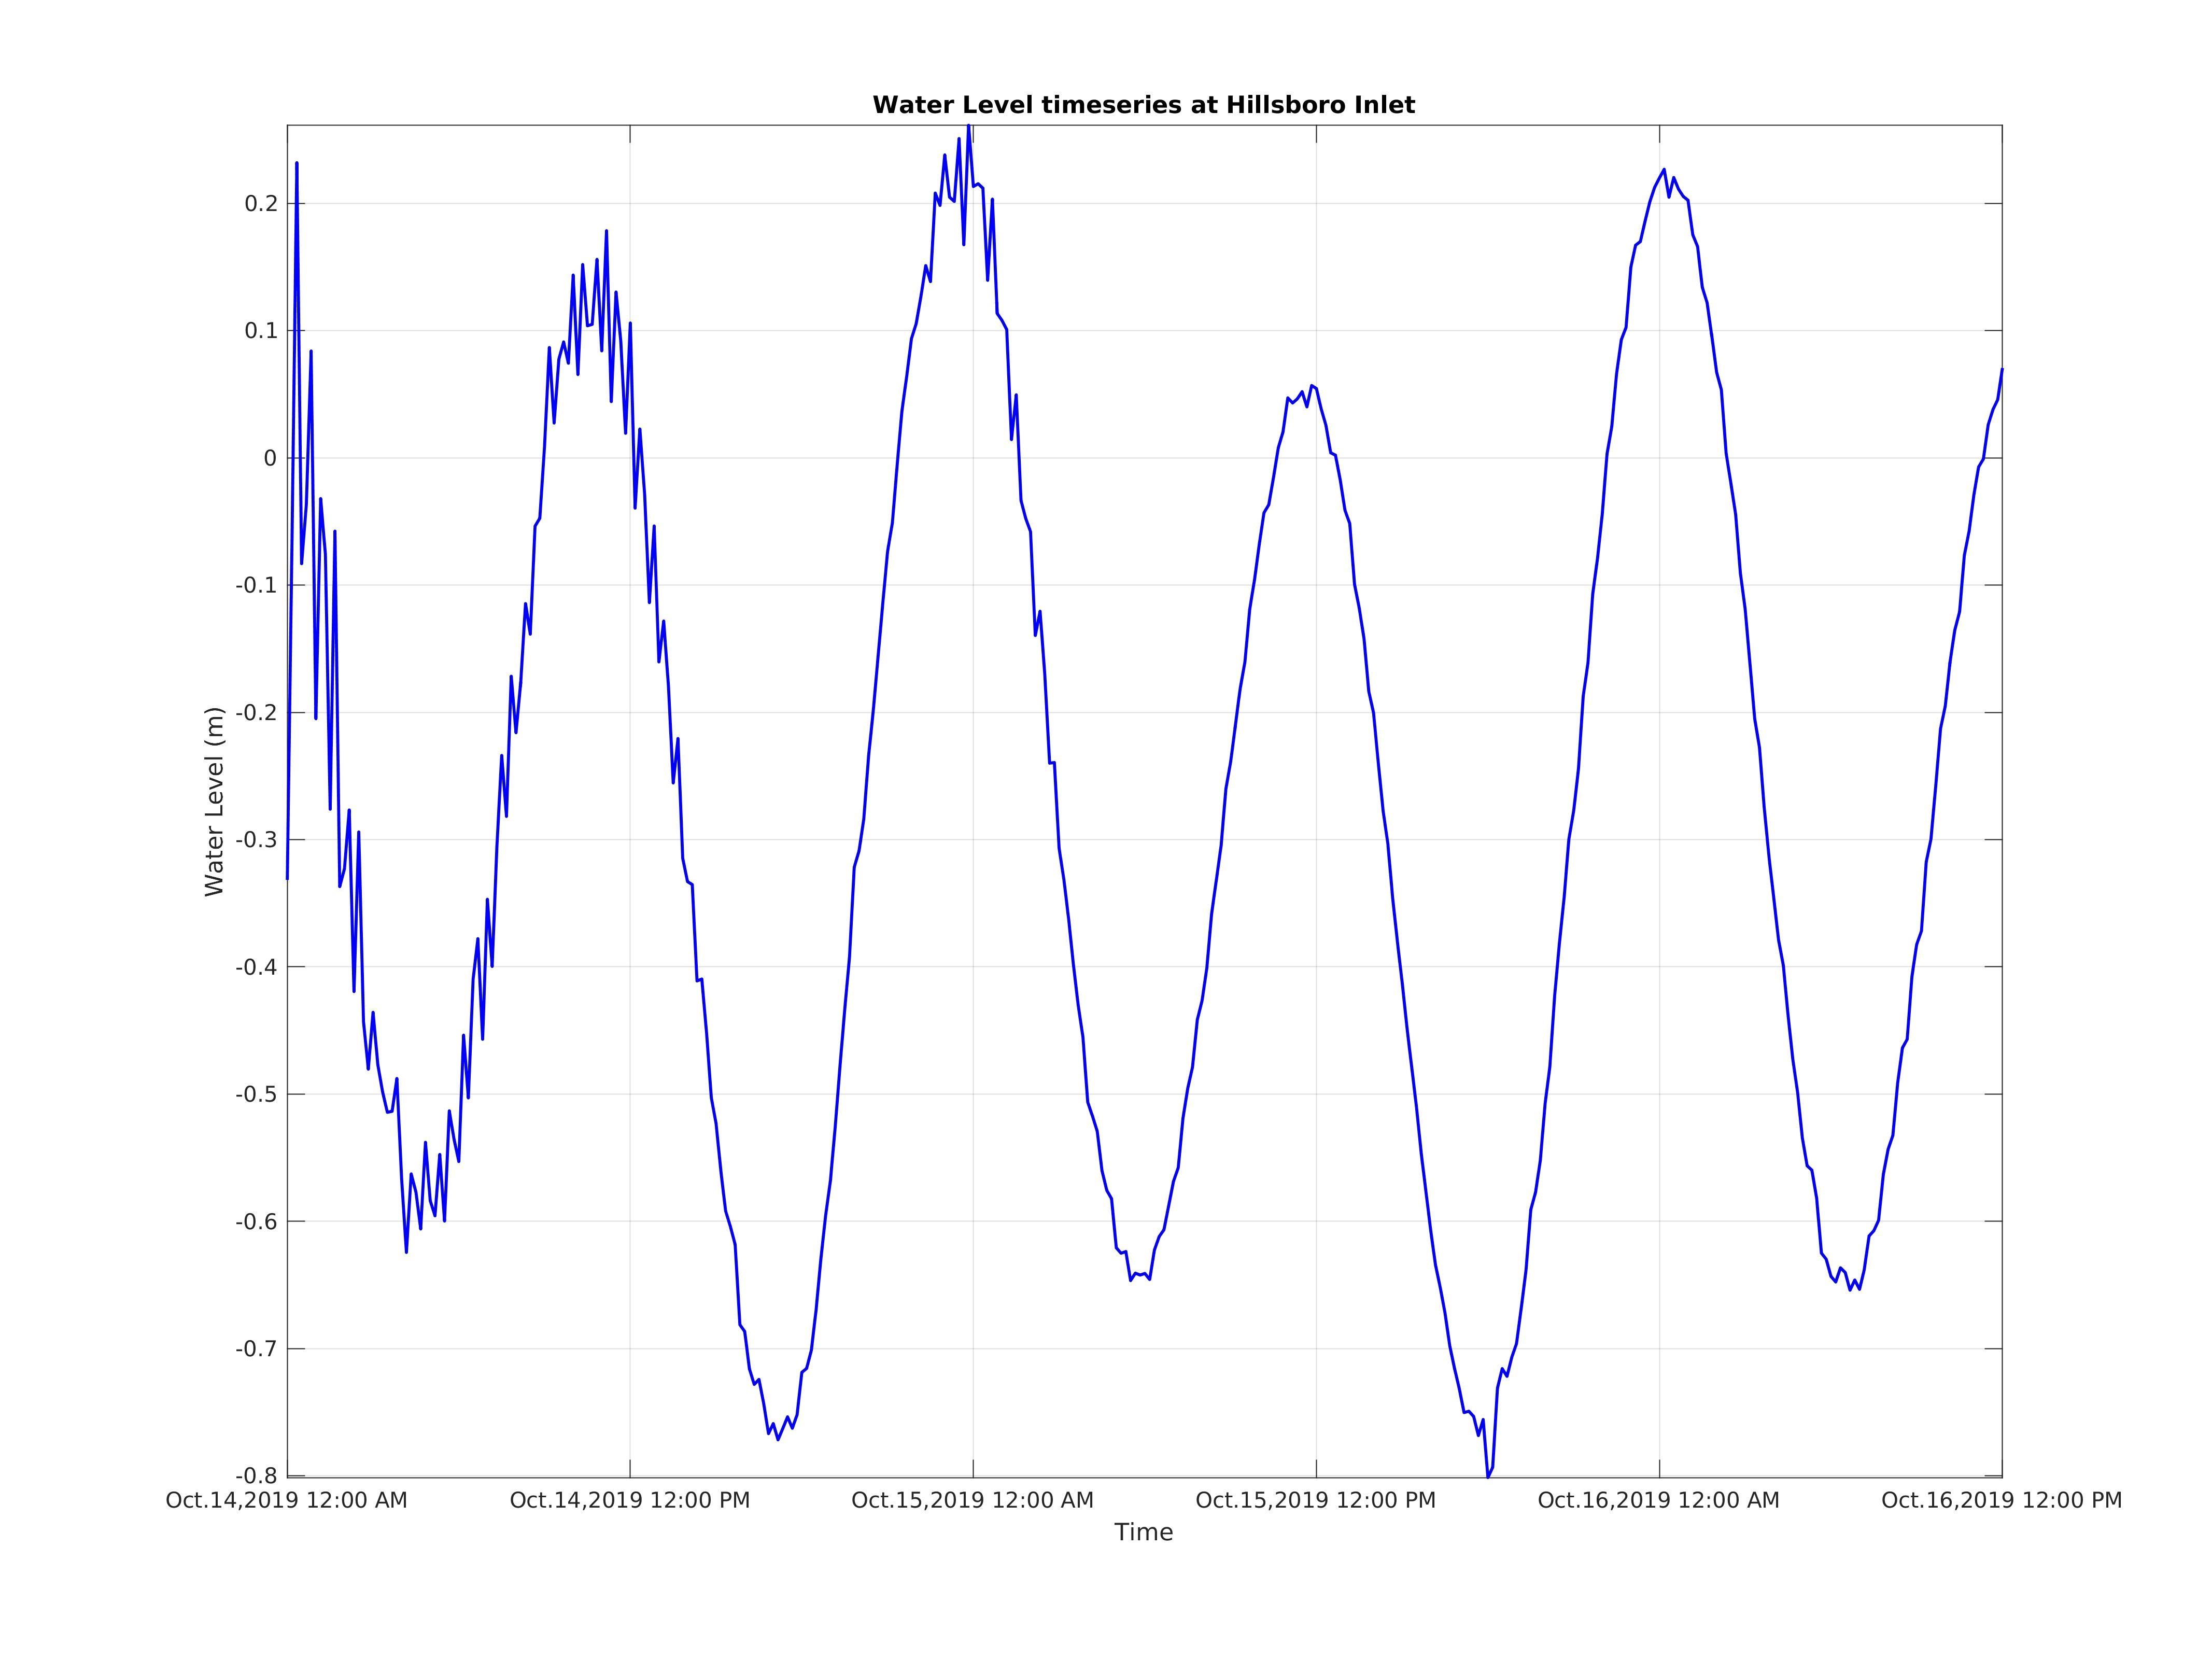 Water Level timeseries at Hillsboro Inlet
0.2
0.1
0
-0.1
-0.2
-0.3
-0.4
-0.5
-0.6
-0.7
-0.8
Water Level (m)
Oct.14,2019 12:00 AM
Oct.14,2019 12:00 PM
Oct.15,2019 12:00 AM
Oct.15,2019 12:00 PM
Oct.16,2019 12:00 AM
Oct.16,2019 12:00 PM
Time